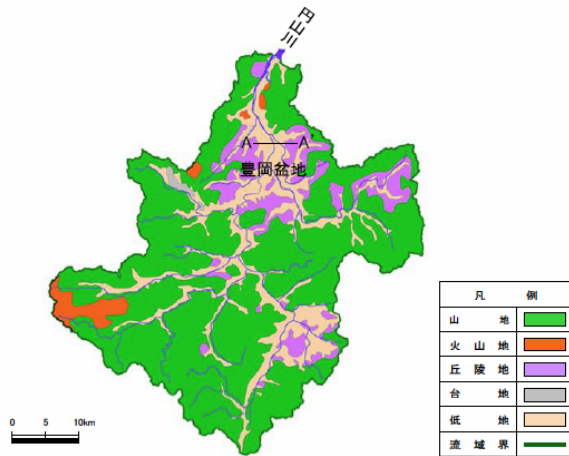 円山川
A A'
豊岡盆地
凡 例
山 地
火 山 地
丘 陵 地
台 地
低 地
流 域 界
0 5 10km